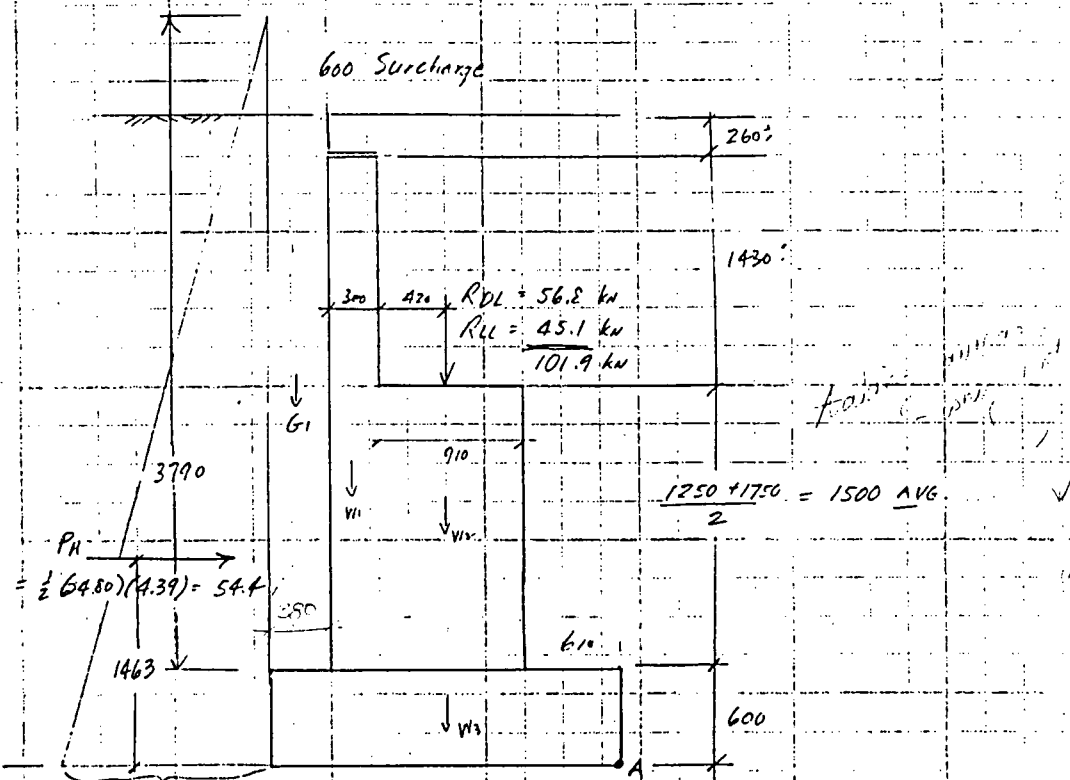 600 Surcharge
260±
1430±
300 420 RDL = 56.8 kN
RLL = 45.1 kN
101.9 kN
G1
910
3790
W1
W2
1250 + 1750 = 1500 AVG.
2
PH
= ½ (24.80)(4.39) = 54.4
380
610
1463
W3
600
A